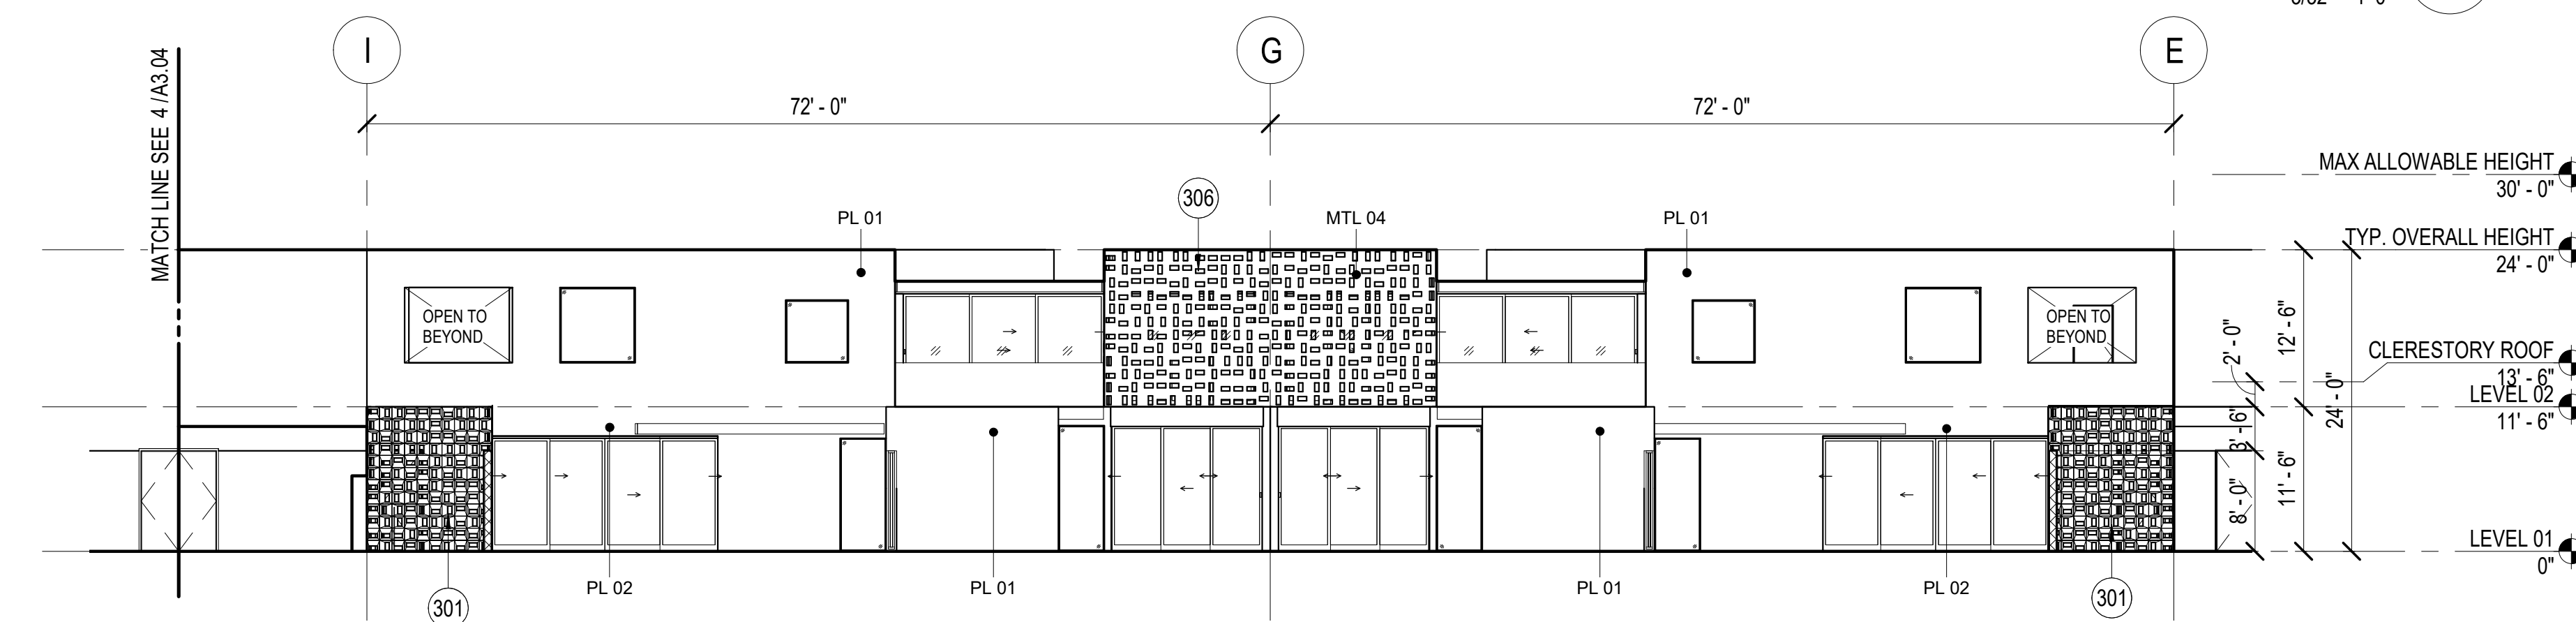 I
G
E
MATCH LINE SEE 4 /A3.04
72' - 0"
72' - 0"
MAX ALLOWABLE HEIGHT
30' - 0"
306
PL 01
MTL 04
PL 01
TYP. OVERALL HEIGHT
24' - 0"
OPEN TO
BEYOND
OPEN TO
BEYOND
2' - 0"
12' - 6"
CLERESTORY ROOF
13' - 6"
24' - 0"
LEVEL 02
11' - 6"
3' - 6"
8' - 0"
11' - 6"
LEVEL 01
0"
PL 02
PL 01
PL 01
PL 02
301
301